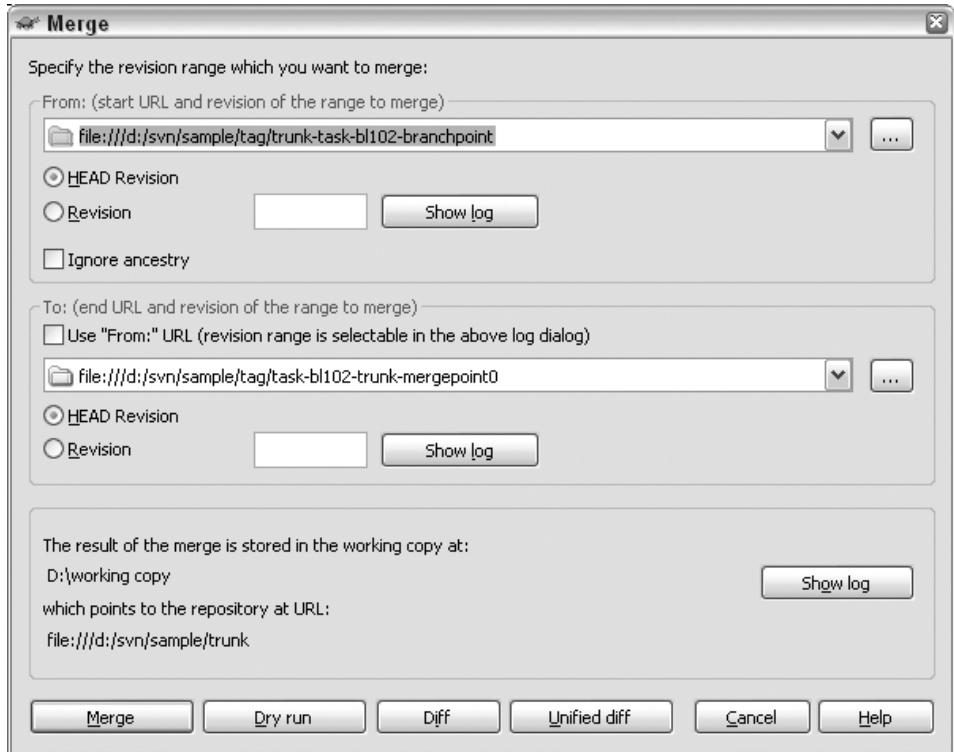 Merge
Specify the revision range which you want to merge:
From: (start URL and revision of the range to merge)
file:///d:/svn/sample/tag/trunk-task-bl102-branchpoint
...
HEAD Revision
Revision
Show log
Ignore ancestry
To: (end URL and revision of the range to merge)
Use "From:" URL (revision range is selectable in the above log dialog)
file:///d:/svn/sample/tag/task-bl102-trunk-mergepoint0
...
HEAD Revision
Revision
Show log
The result of the merge is stored in the working copy at:
D:\working copy
Show log
which points to the repository at URL:
file:///d:/svn/sample/trunk
Merge Dry run Diff Unified diff Cancel Help